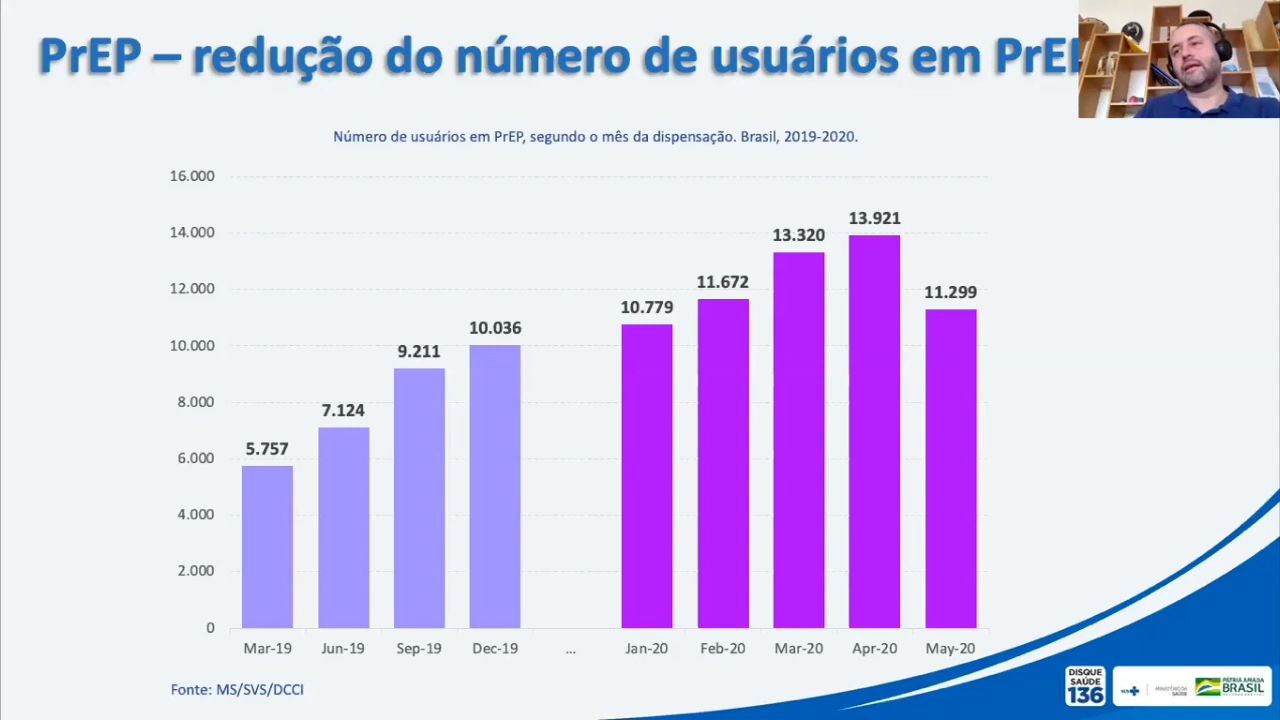 PrEP – redução do número de usuários em PrEP
Número de usuários em PrEP, segundo o mês da dispensação. Brasil, 2019-2020.
16.000
14.000
12.000
10.000
8.000
6.000
4.000
2.000
0
5.757
7.124
9.211
10.036
10.779
11.672
13.320
13.921
11.299
Mar-19 Jun-19 Sep-19 Dec-19 ... Jan-20 Feb-20 Mar-20 Apr-20 May-20
Fonte: MS/SVS/DCCI
DISQUE
SAÚDE
136
SUS
MINISTÉRIO DA
SAÚDE
PÁTRIA AMADA
BRASIL